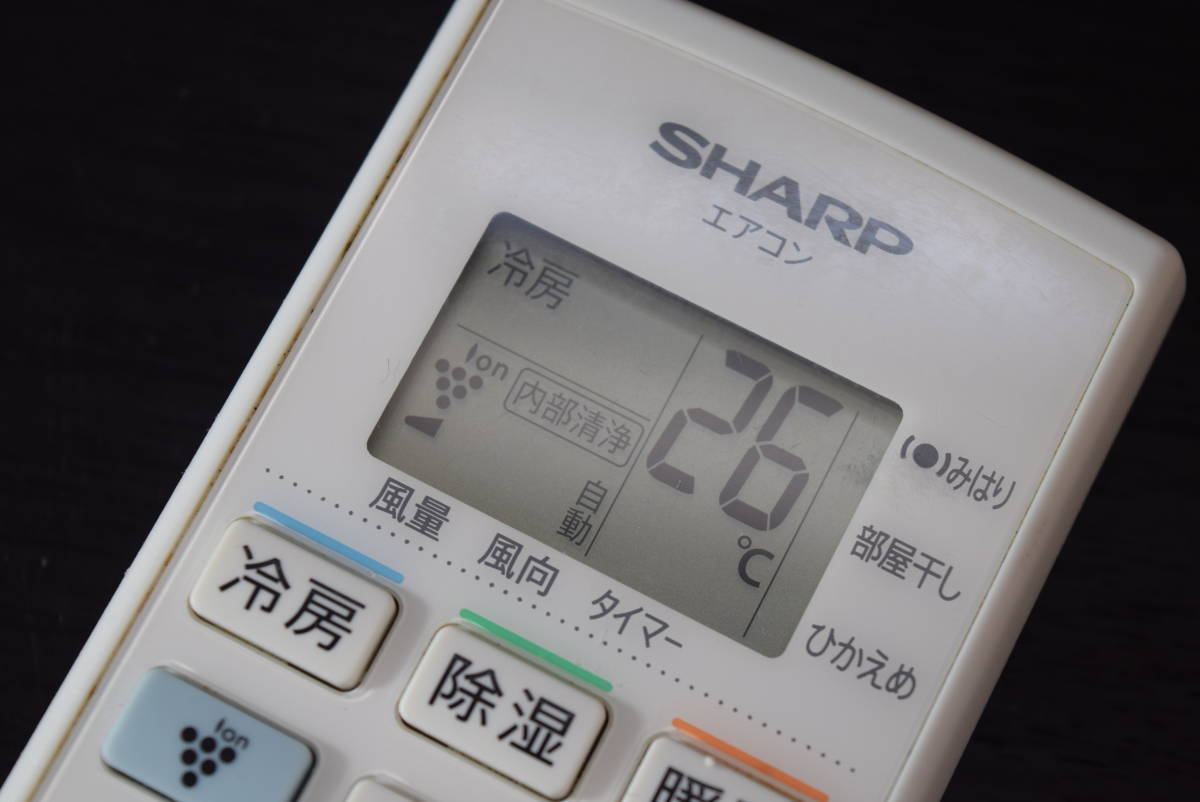 SHARP
エアコン
冷房
Ion
内部清浄
26
℃
自動
(●)みはり
部屋干し
ひかえめ
風量
風向
タイマー
冷房
除湿
暖
Ion